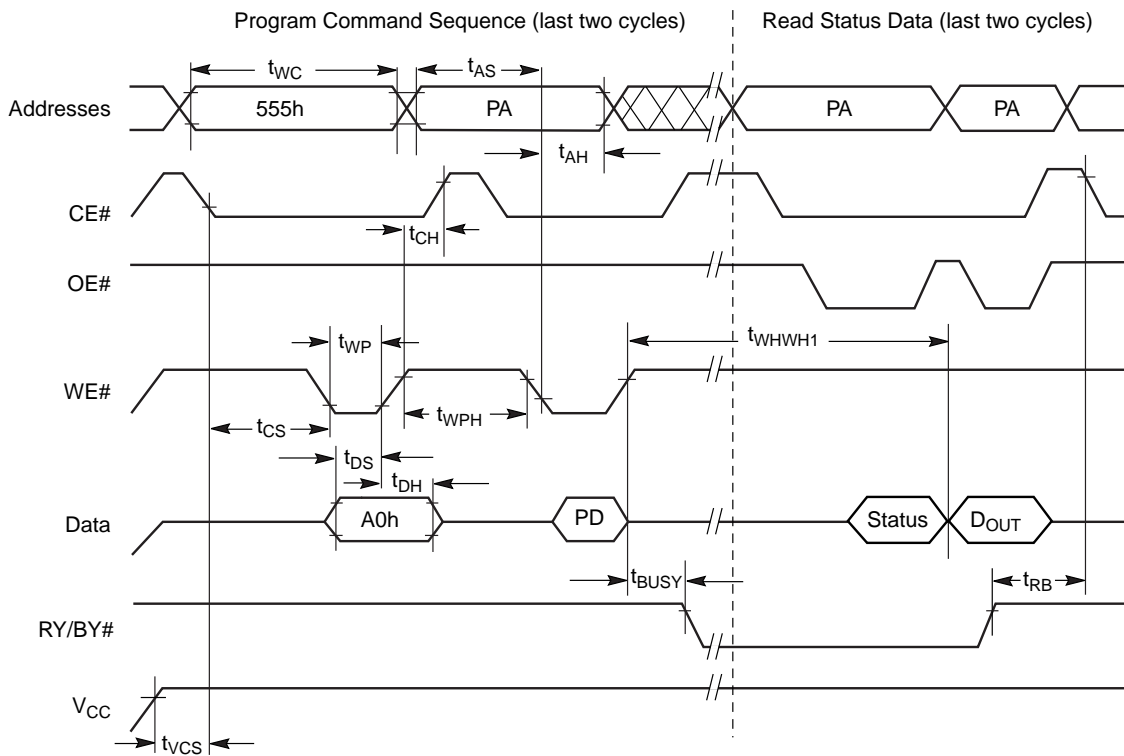 Program Command Sequence (last two cycles)
Read Status Data (last two cycles)
tWC
tAS
Addresses
555h
PA
PA
PA
tAH
CE#
tCH
OE#
tWP
tWHWH1
WE#
tCS
tWPH
tDS
tDH
Data
A0h
PD
Status
DOUT
tBUSY
tRB
RY/BY#
VCC
tVCS